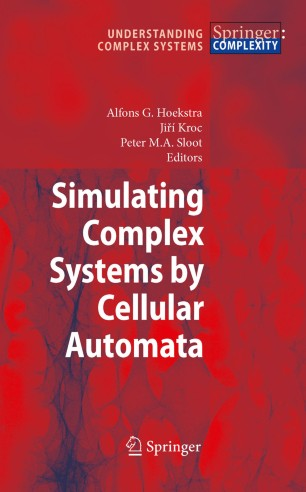 UNDERSTANDING
COMPLEX SYSTEMS
Springer:
COMPLEXITY
Alfons G. Hoekstra
Jiří Kroc
Peter M.A. Sloot
Editors
Simulating
Complex
Systems by
Cellular
Automata
Springer